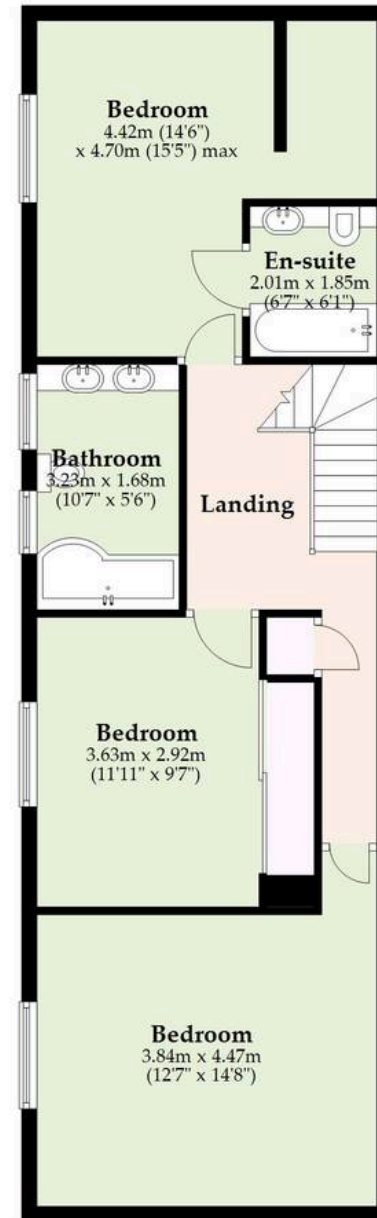 Bedroom
4.42m (14'6")
x 4.70m (15'5") max
En-suite
2.01m x 1.85m
(6'7" x 6'1")
Bathroom
3.23m x 1.68m
(10'7" x 5'6")
Landing
Bedroom
3.63m x 2.92m
(11'11" x 9'7")
Bedroom
3.84m x 4.47m
(12'7" x 14'8")